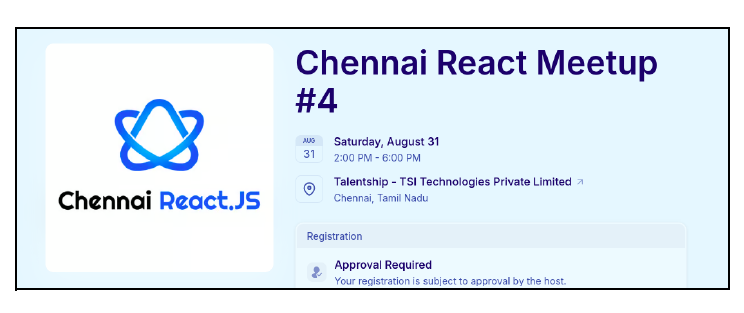 Chennai React.JS
Chennai React Meetup
#4
AUG
31
Saturday, August 31
2:00 PM - 6:00 PM
Talentship - TSI Technologies Private Limited
Chennai, Tamil Nadu
Registration
Approval Required
Your registration is subject to approval by the host.